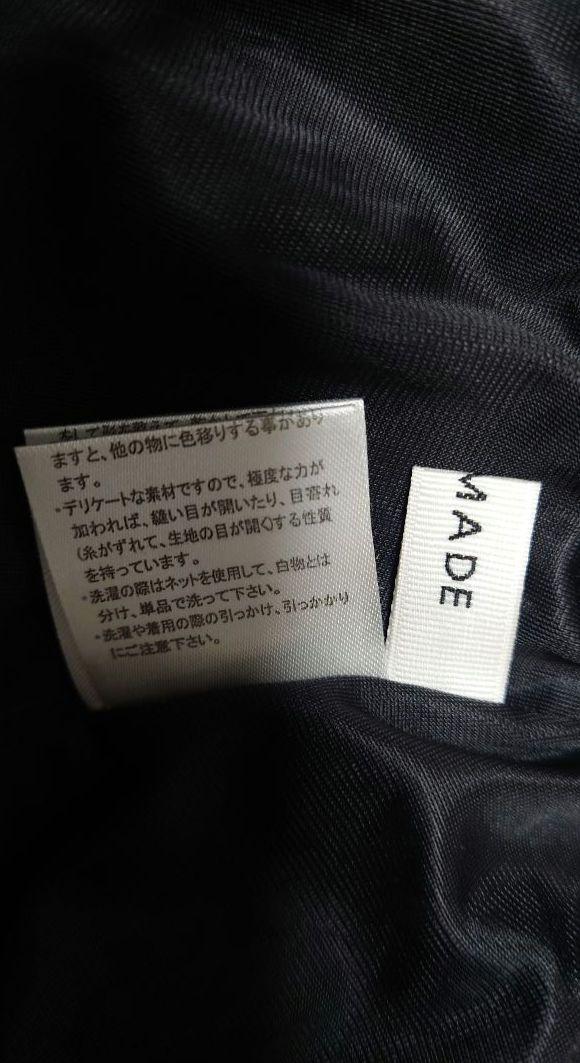 ますと、他の物に色移りする事があり
ます。
・デリケートな素材ですので、極度な力が
加われば、縫い目が開いたり、目寄れ
(糸がずれて、生地の目が開く)する性質
を持っています。
・洗濯の際はネットを使用して、白物とは
分け、単品で洗って下さい。
・洗濯や着用の際の引っかけ、引っかかり
にご注意下さい。
MADE